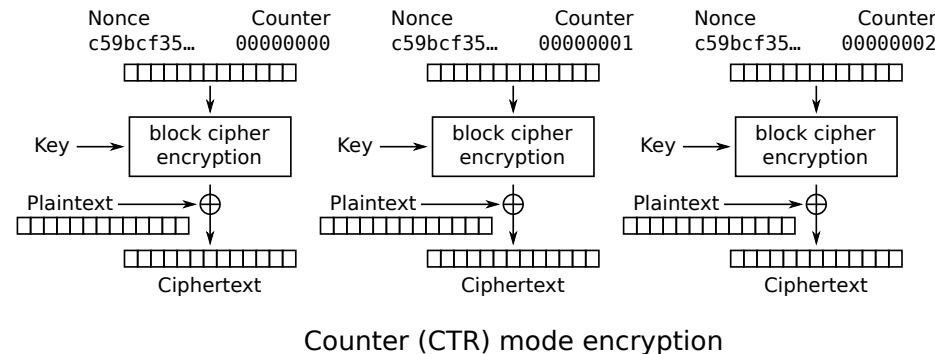 Nonce Counter Nonce Counter Nonce Counter
c59bcf35… 00000000 c59bcf35… 00000001 c59bcf35… 00000002
block cipher block cipher block cipher
Key encryption Key encryption Key encryption
Plaintext Plaintext Plaintext
Ciphertext Ciphertext Ciphertext
Counter (CTR) mode encryption